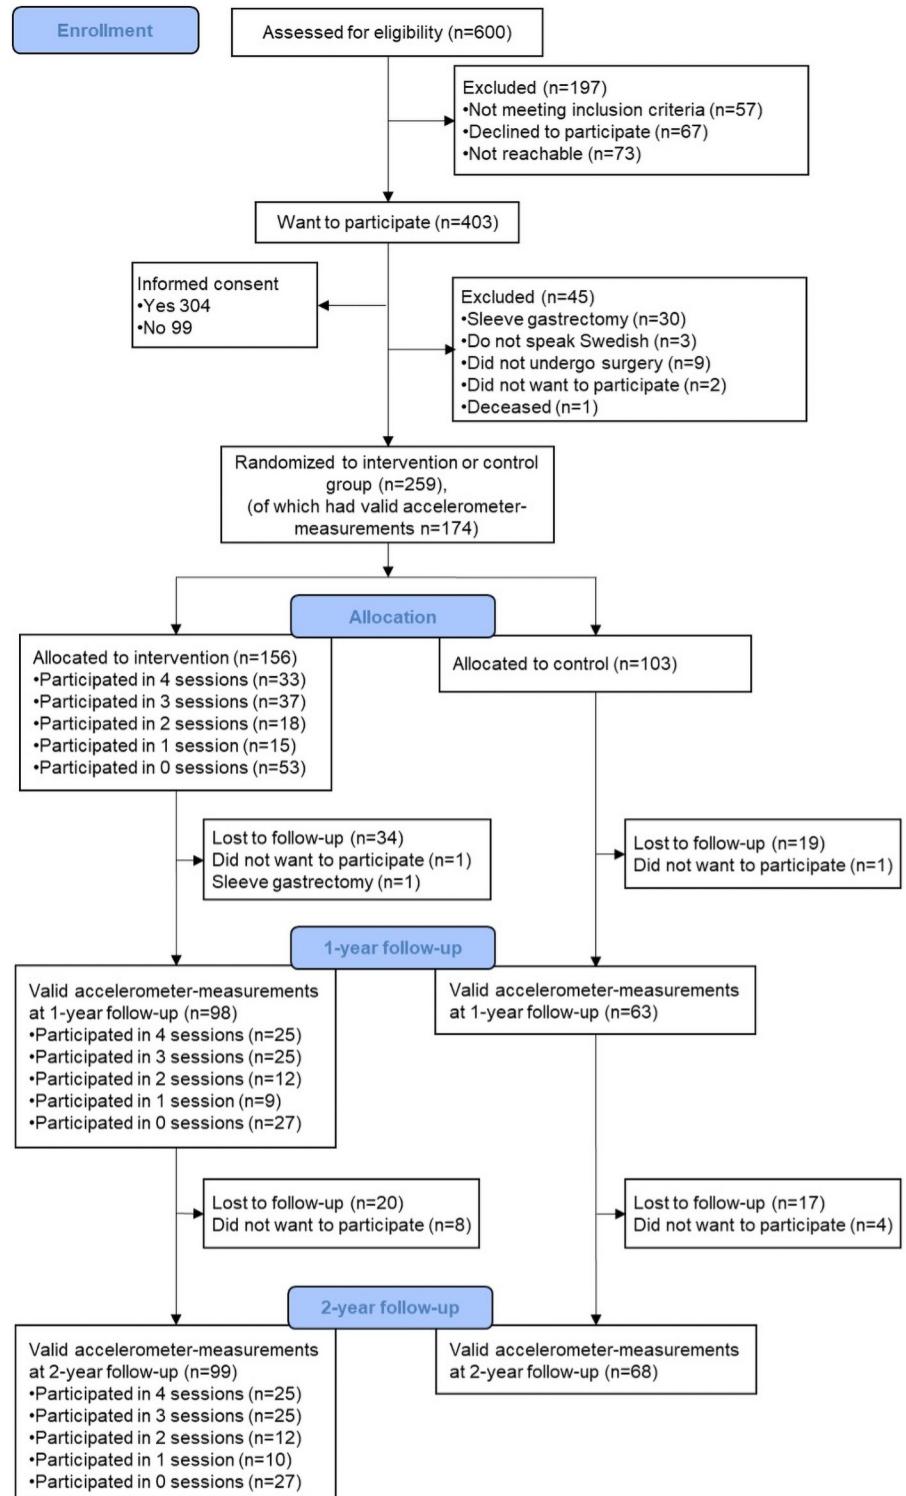 Enrollment
Assessed for eligibility (n=600)
Excluded (n=197)
•Not meeting inclusion criteria (n=57)
•Declined to participate (n=67)
•Not reachable (n=73)
Want to participate (n=403)
Informed consent
•Yes 304
•No 99
Excluded (n=45)
•Sleeve gastrectomy (n=30)
•Do not speak Swedish (n=3)
•Did not undergo surgery (n=9)
•Did not want to participate (n=2)
•Deceased (n=1)
Randomized to intervention or control
group (n=259),
(of which had valid accelerometer-
measurements n=174)
Allocation
Allocated to intervention (n=156)
•Participated in 4 sessions (n=33)
•Participated in 3 sessions (n=37)
•Participated in 2 sessions (n=18)
•Participated in 1 session (n=15)
•Participated in 0 sessions (n=53)
Allocated to control (n=103)
Lost to follow-up (n=34)
Did not want to participate (n=1)
Sleeve gastrectomy (n=1)
Lost to follow-up (n=19)
Did not want to participate (n=1)
1-year follow-up
Valid accelerometer-measurements
at 1-year follow-up (n=98)
•Participated in 4 sessions (n=25)
•Participated in 3 sessions (n=25)
•Participated in 2 sessions (n=12)
•Participated in 1 session (n=9)
•Participated in 0 sessions (n=27)
Valid accelerometer-measurements
at 1-year follow-up (n=63)
Lost to follow-up (n=20)
Did not want to participate (n=8)
Lost to follow-up (n=17)
Did not want to participate (n=4)
2-year follow-up
Valid accelerometer-measurements
at 2-year follow-up (n=99)
•Participated in 4 sessions (n=25)
•Participated in 3 sessions (n=25)
•Participated in 2 sessions (n=12)
•Participated in 1 session (n=10)
•Participated in 0 sessions (n=27)
Valid accelerometer-measurements
at 2-year follow-up (n=68)